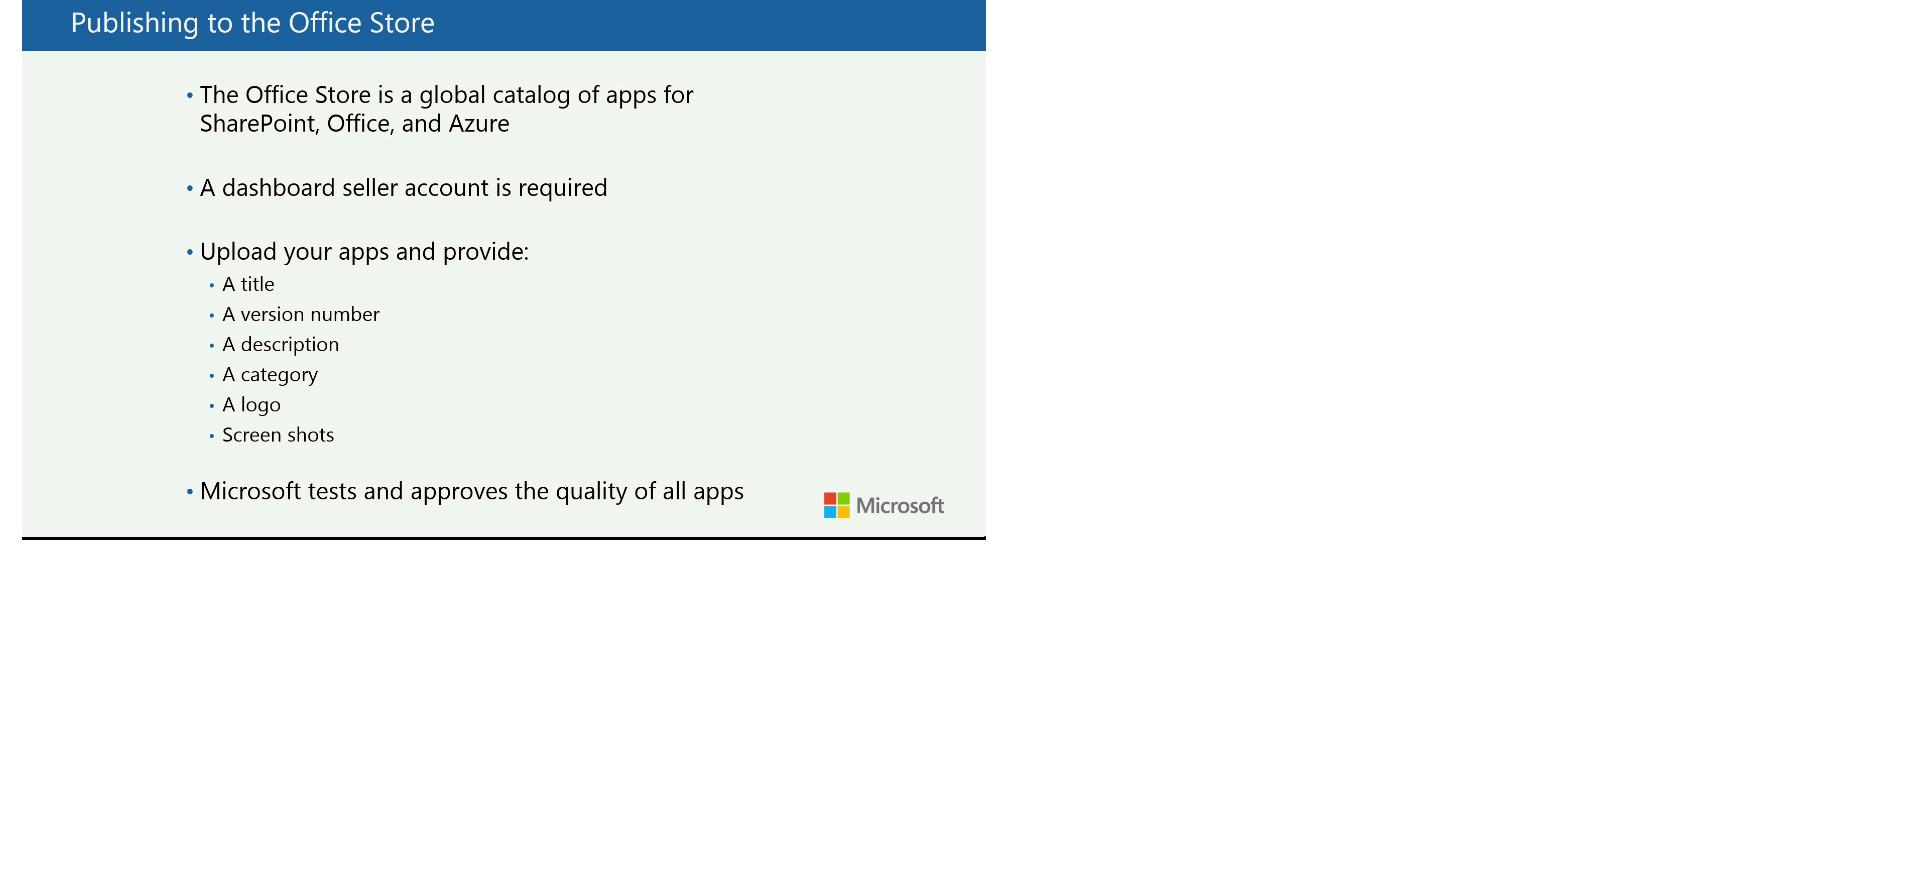 Publishing to the Office Store
• The Office Store is a global catalog of apps for
SharePoint, Office, and Azure
• A dashboard seller account is required
• Upload your apps and provide:
• A title
• A version number
• A description
• A category
• A logo
• Screen shots
• Microsoft tests and approves the quality of all apps
Microsoft